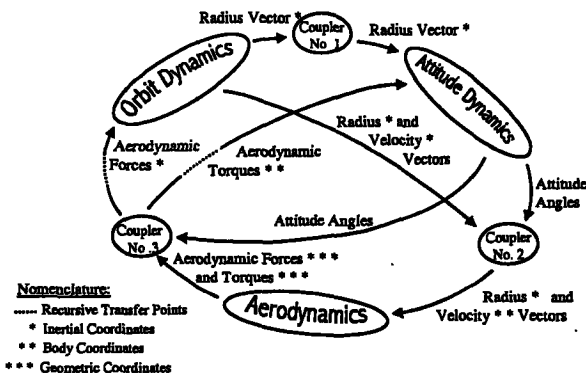 Radius Vector *
Coupler
No 1
Radius Vector *
Orbit Dynamics
Attitude Dynamics
Radius * and
Velocity *
Vectors
Aerodynamic
Forces *
Aerodynamic
Torques * *
Attitude
Angles
Attitude Angles
Coupler
No .3
Coupler
No. 2
Aerodynamic Forces * * *
and Torques * * *
Aerodynamics
Radius * and
Velocity * * Vectors
Nomenclature:
...... Recursive Transfer Points
* Inertial Coordinates
* * Body Coordinates
* * * Geometric Coordinates